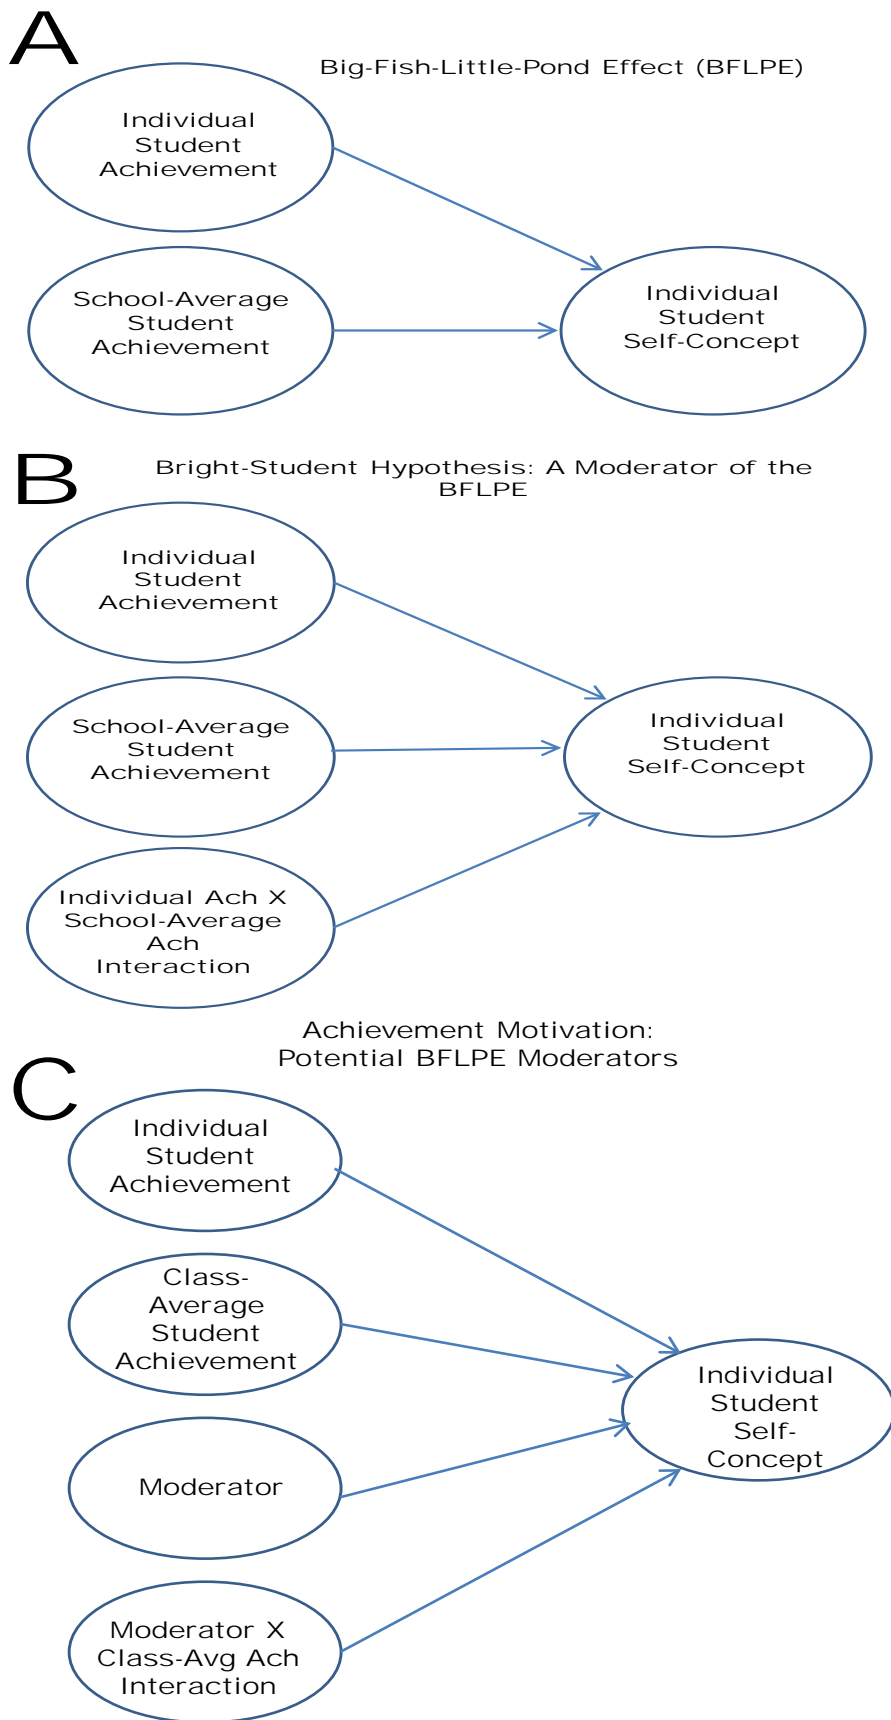 A
Big-Fish-Little-Pond Effect (BFLPE)
Individual
Student
Achievement
School-Average
Student
Achievement
Individual
Student
Self-Concept
B
Bright-Student Hypothesis: A Moderator of the
BFLPE
Individual
Student
Achievement
School-Average
Student
Achievement
Individual Ach X
School-Average
Ach
Interaction
Individual
Student
Self-Concept
C
Achievement Motivation:
Potential BFLPE Moderators
Individual
Student
Achievement
Class-
Average
Student
Achievement
Moderator
Moderator X
Class-Avg Ach
Interaction
Individual
Student
Self-
Concept